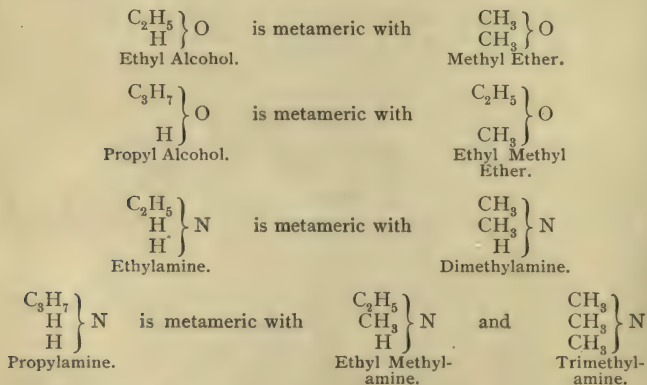 C₂H₅ CH₃
H } O is metameric with CH₃ } O
Ethyl Alcohol. Methyl Ether.
C₃H₇ C₂H₅
} O is metameric with } O
H CH₃
Propyl Alcohol. Ethyl Methyl
Ether.
C₂H₅ CH₃
H } N is metameric with CH₃ } N
H H
Ethylamine. Dimethylamine.
C₃H₇ C₂H₅ CH₃
H } N is metameric with CH₃ } N and CH₃ } N
H H CH₃
Propylamine. Ethyl Methyl- Trimethyl-
amine. amine.